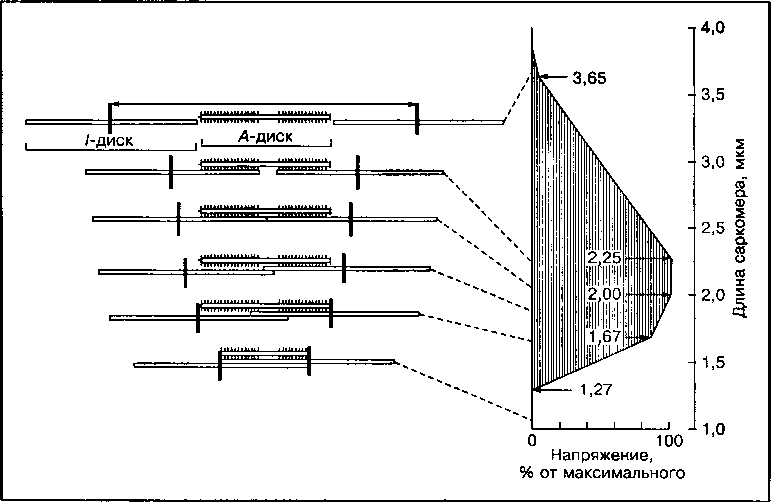 I-диск
A-диск
4,0
3,5
3,0
2,5
2,0
1,5
1,0
Длина саркомера, мкм
3,65
2,25
2,00
1,67
1,27
0
100
Напряжение,
% от максимального